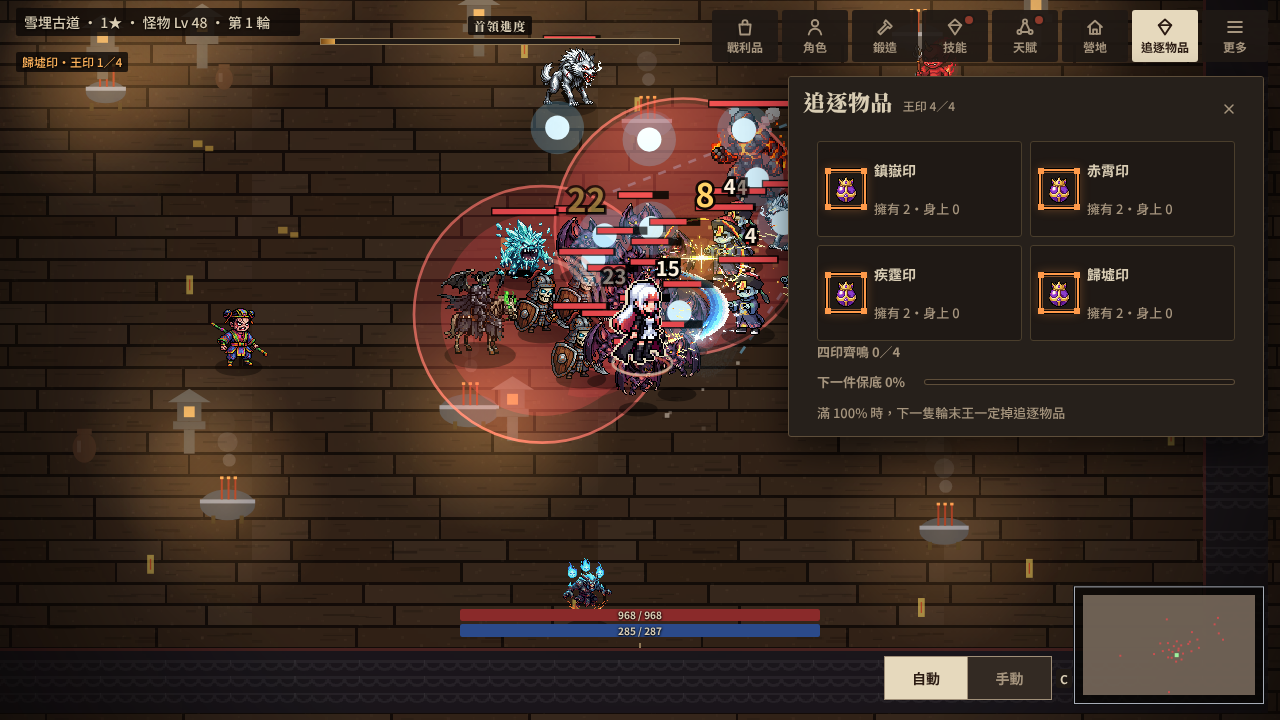 雪埋古道 ・ 1★ ・ 怪物 Lv 48 ・ 第 1 輪
歸墟印・王印 1／4
首領進度
戰利品
角色
鍛造
技能
天賦
營地
追逐物品
更多
追逐物品 王印 4／4
鎮嶽印
擁有 2・身上 0
赤霄印
擁有 2・身上 0
疾霆印
擁有 2・身上 0
歸墟印
擁有 2・身上 0
四印齊鳴 0／4
下一件保底 0%
滿 100% 時，下一隻輪末王一定掉追逐物品
22
8
44
4
15
23
968 / 968
285 / 287
自動
手動
C